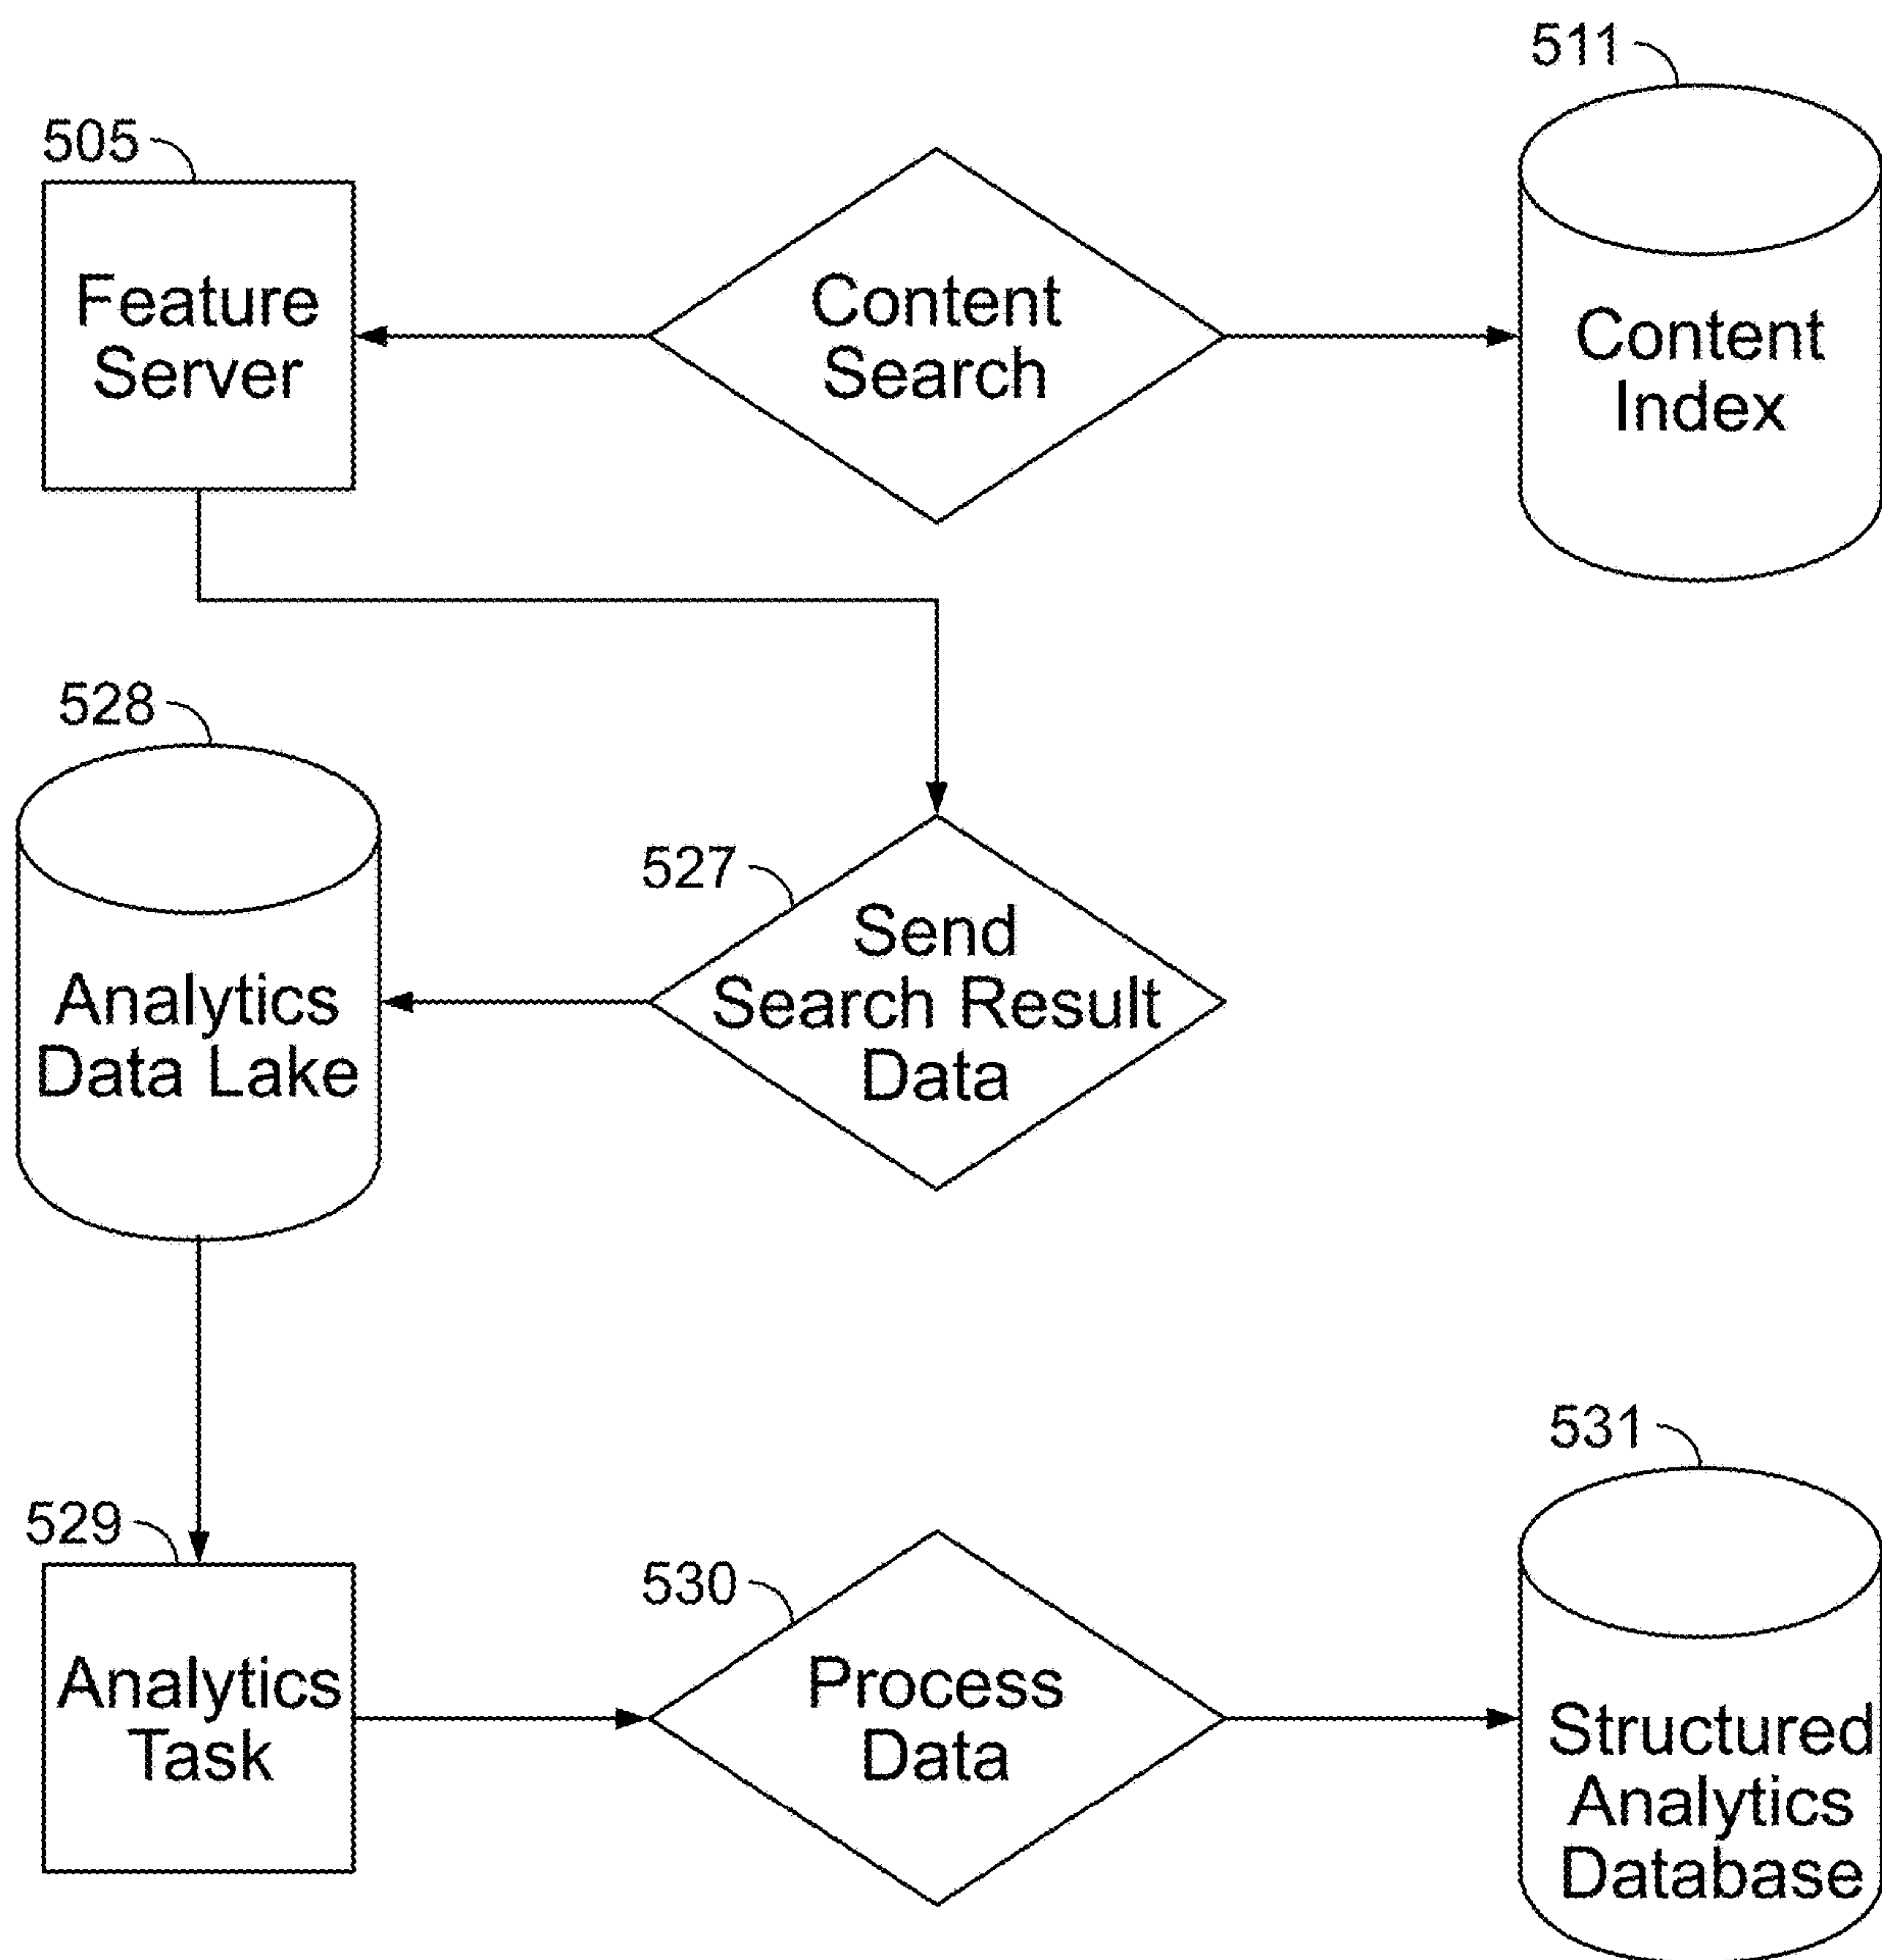 511
505
Feature
Server
Content
Search
Content
Index
528
527
Analytics
Data Lake
Send
Search Result
Data
531
529
530
Analytics
Task
Process
Data
Structured
Analytics
Database